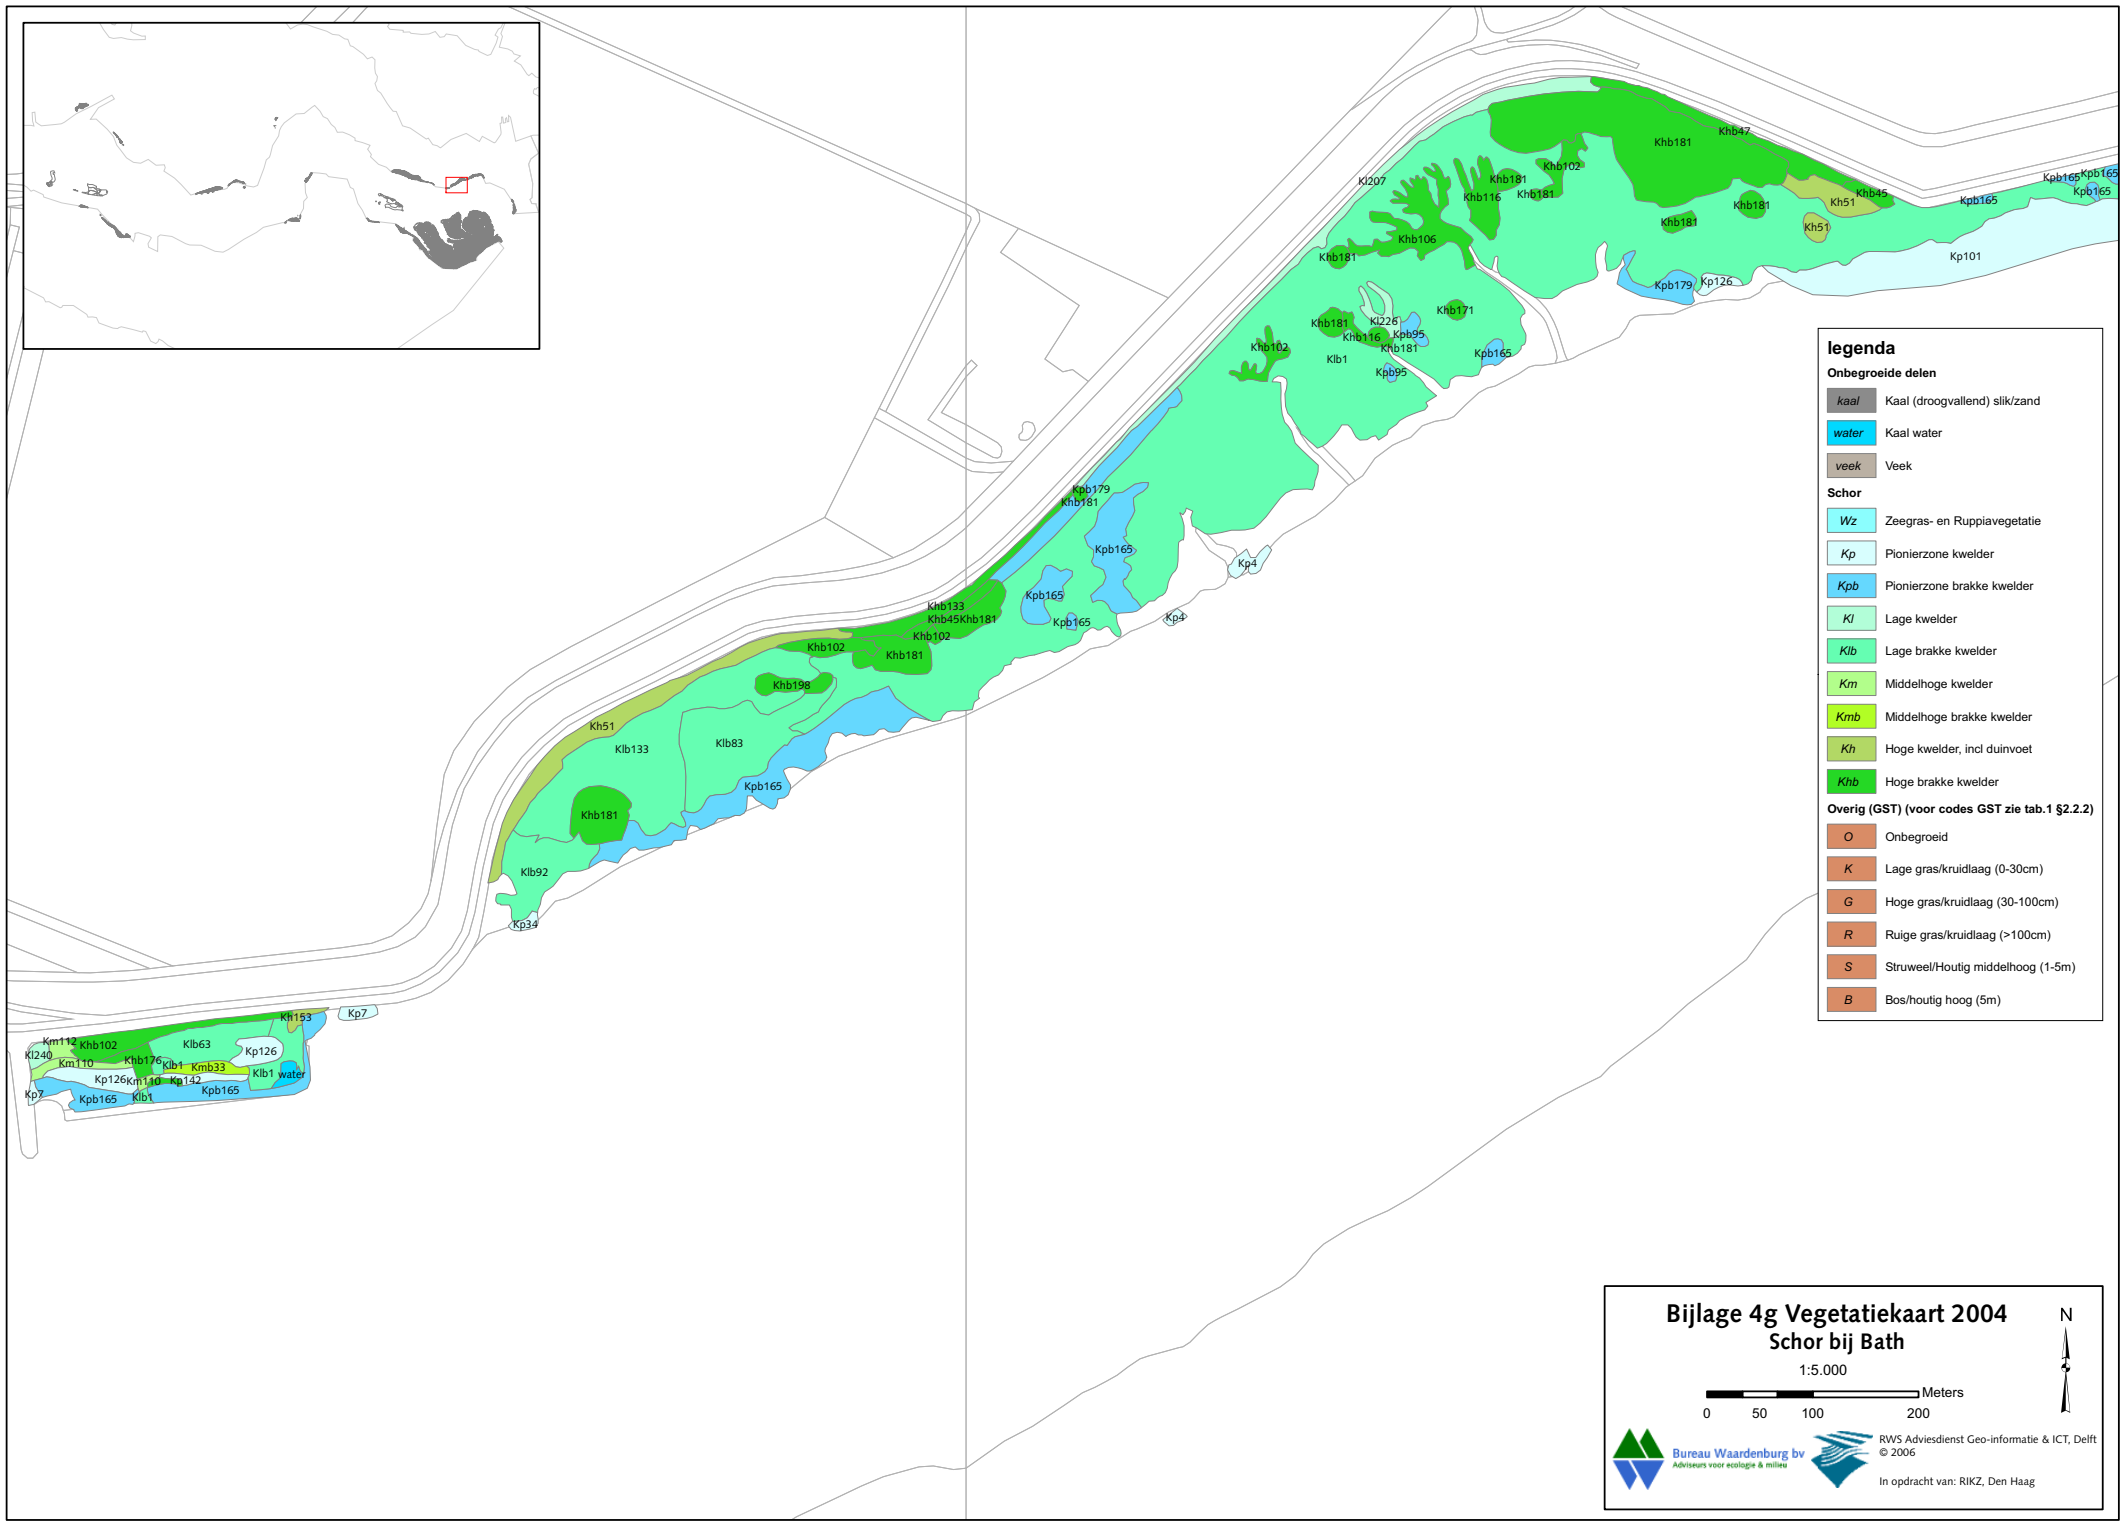 Khb47
Khb181
Khb102
Kl207
Khb181
Khb181
Khb116
Khb45
Kh51
Khb181
Khb181
Kh51
Kpb165
Kpb165
Kpb165
Kpb165
Khb106
Khb181
Kp101
Kpb179
Kp126
Khb171
Khb181
Kl226
Khb116
Kpb95
Khb181
Khb102
Klb1
Kpb165
Kpb95
Kpb179
Khb181
Kpb165
Kp4
Kpb165
Kpb165
Kp4
Khb133
Khb45Khb181
Khb102
Khb102
Khb181
Khb198
Kh51
Klb133
Klb83
Kpb165
Khb181
Klb92
Kp34
Kp7
Kh153
Km112
Khb102
Klb63
Kp126
Kl240
Km110
Khb176
Klb1
Kmb33
Klb1
water
Kp126
Km110
Kp142
Kp7
Kpb165
Klb1
Kpb165
legenda
Onbegroeide delen
kaal Kaal (droogvallend) slik/zand
water Kaal water
veek Veek
Schor
Wz Zeegras- en Ruppiavegetatie
Kp Pionierzone kwelder
Kpb Pionierzone brakke kwelder
Kl Lage kwelder
Klb Lage brakke kwelder
Km Middelhoge kwelder
Kmb Middelhoge brakke kwelder
Kh Hoge kwelder, incl duinvoet
Khb Hoge brakke kwelder
Overig (GST) (voor codes GST zie tab.1 §2.2.2)
O Onbegroeid
K Lage gras/kruidlaag (0-30cm)
G Hoge gras/kruidlaag (30-100cm)
R Ruige gras/kruidlaag (>100cm)
S Struweel/Houtig middelhoog (1-5m)
B Bos/houtig hoog (5m)
Bijlage 4g Vegetatiekaart 2004
Schor bij Bath
N
1:5.000
Meters
0 50 100 200
Bureau Waardenburg bv
Adviseurs voor ecologie & milieu
RWS Adviesdienst Geo-informatie & ICT, Delft
© 2006
In opdracht van: RIKZ, Den Haag